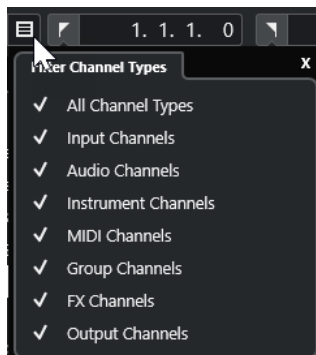 1. 1. 1. 0
Mixer Channel Types
X
All Channel Types
Input Channels
Audio Channels
Instrument Channels
MIDI Channels
Group Channels
FX Channels
Output Channels